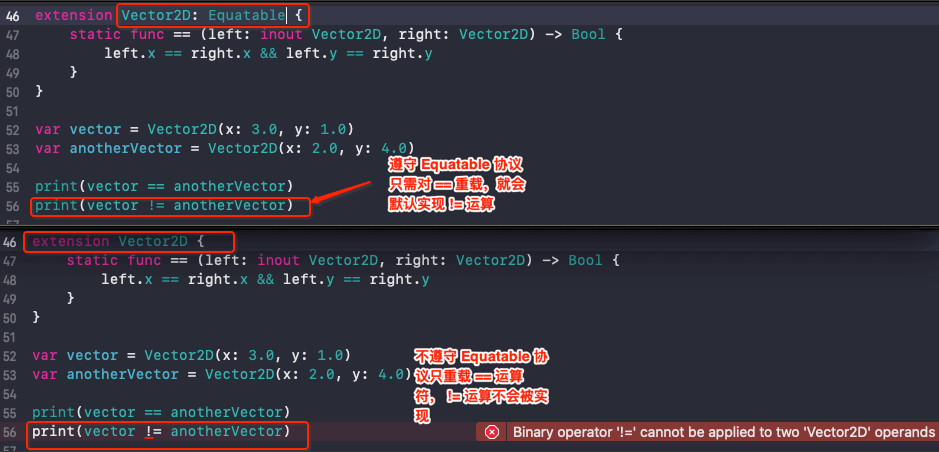 46 extension Vector2D: Equatable {
47 static func == (left: inout Vector2D, right: Vector2D) -> Bool {
48 left.x == right.x && left.y == right.y
49 }
50 }
51
52 var vector = Vector2D(x: 3.0, y: 1.0)
53 var anotherVector = Vector2D(x: 2.0, y: 4.0)
54
遵守 Equatable 协议
只需对 == 重载，就会
默认实现 != 运算
55 print(vector == anotherVector)
56 print(vector != anotherVector)
46 extension Vector2D {
47 static func == (left: inout Vector2D, right: Vector2D) -> Bool {
48 left.x == right.x && left.y == right.y
49 }
50 }
51
52 var vector = Vector2D(x: 3.0, y: 1.0)
53 var anotherVector = Vector2D(x: 2.0, y: 4.0)
54
不遵守 Equatable 协
议只重载 == 运算
符， != 运算不会被实
现
55 print(vector == anotherVector)
56 print(vector != anotherVector)
Binary operator '!=' cannot be applied to two 'Vector2D' operands